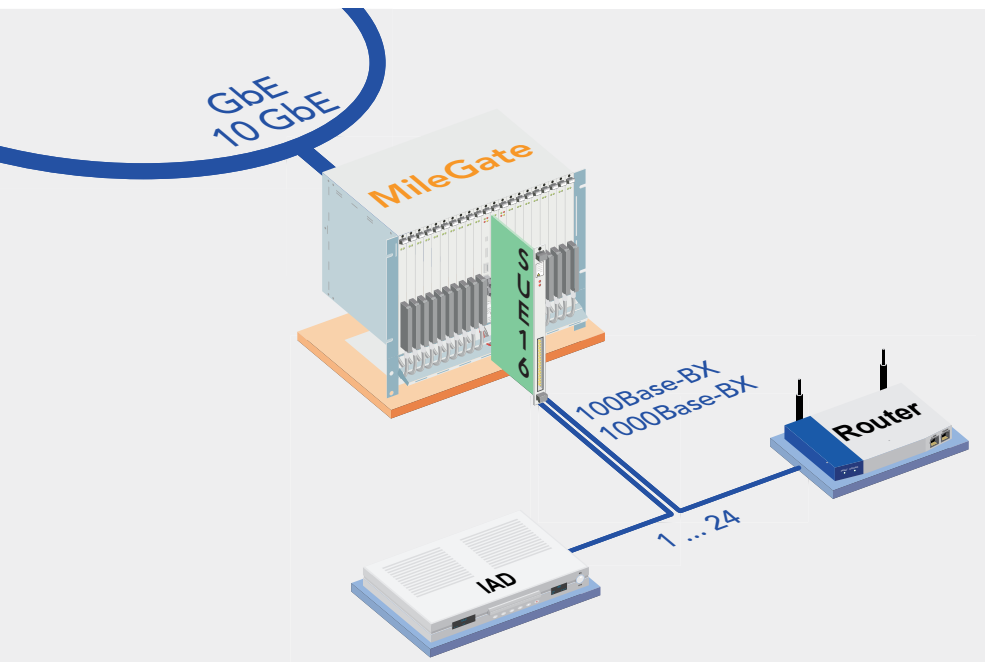 GbE
10 GbE
MileGate
SUE16
100Base-BX
1000Base-BX
Router
1 ... 24
IAD